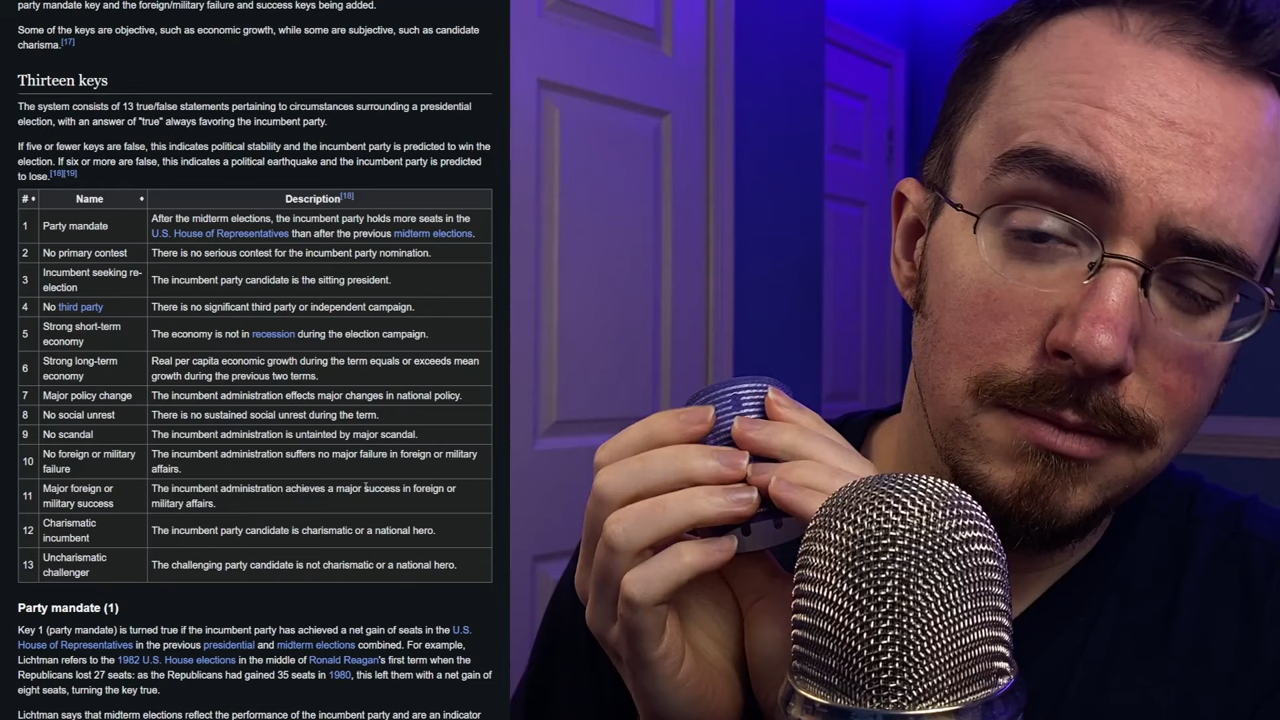 party mandate key and the foreign/military failure and success keys being added.
Some of the keys are objective, such as economic growth, while some are subjective, such as candidate
charisma.[17]
Thirteen keys
The system consists of 13 true/false statements pertaining to circumstances surrounding a presidential
election, with an answer of "true" always favoring the incumbent party.
If five or fewer keys are false, this indicates political stability and the incumbent party is predicted to win the
election. If six or more are false, this indicates a political earthquake and the incumbent party is predicted
to lose.[18][19]
# Name Description[18]
1 Party mandate After the midterm elections, the incumbent party holds more seats in the
U.S. House of Representatives than after the previous midterm elections.
2 No primary contest There is no serious contest for the incumbent party nomination.
3 Incumbent seeking re-
election The incumbent party candidate is the sitting president.
4 No third party There is no significant third party or independent campaign.
5 Strong short-term
economy The economy is not in recession during the election campaign.
6 Strong long-term
economy Real per capita economic growth during the term equals or exceeds mean
growth during the previous two terms.
7 Major policy change The incumbent administration effects major changes in national policy.
8 No social unrest There is no sustained social unrest during the term.
9 No scandal The incumbent administration is untainted by major scandal.
10 No foreign or military
failure The incumbent administration suffers no major failure in foreign or military
affairs.
11 Major foreign or
military success The incumbent administration achieves a major success in foreign or
military affairs.
12 Charismatic
incumbent The incumbent party candidate is charismatic or a national hero.
13 Uncharismatic
challenger The challenging party candidate is not charismatic or a national hero.
Party mandate (1)
Key 1 (party mandate) is turned true if the incumbent party has achieved a net gain of seats in the U.S.
House of Representatives in the previous presidential and midterm elections combined. For example,
Lichtman refers to the 1982 U.S. House elections in the middle of Ronald Reagan's first term when the
Republicans lost 27 seats: as the Republicans had gained 35 seats in 1980, this left them with a net gain of
eight seats, turning the key true.
Lichtman says that midterm elections reflect the performance of the incumbent party and are an indicator